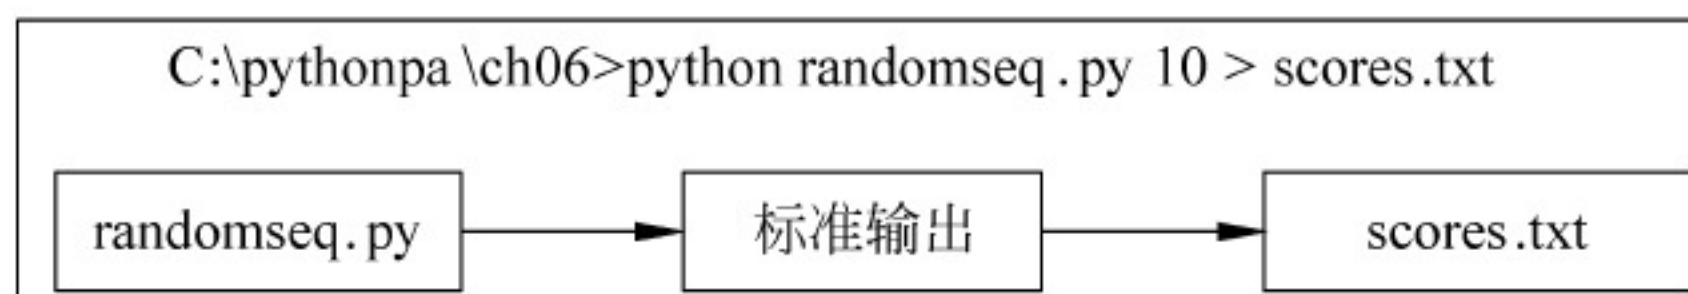 C:\pythonpa \ch06>python randomseq .py 10 > scores.txt
randomseq.py
标准输出
scores.txt